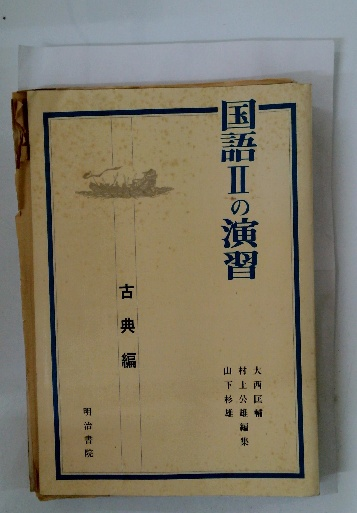 国語Ⅱの演習
大西匡輔
村上公雄編集
山下杉雄
古典編
明治書院